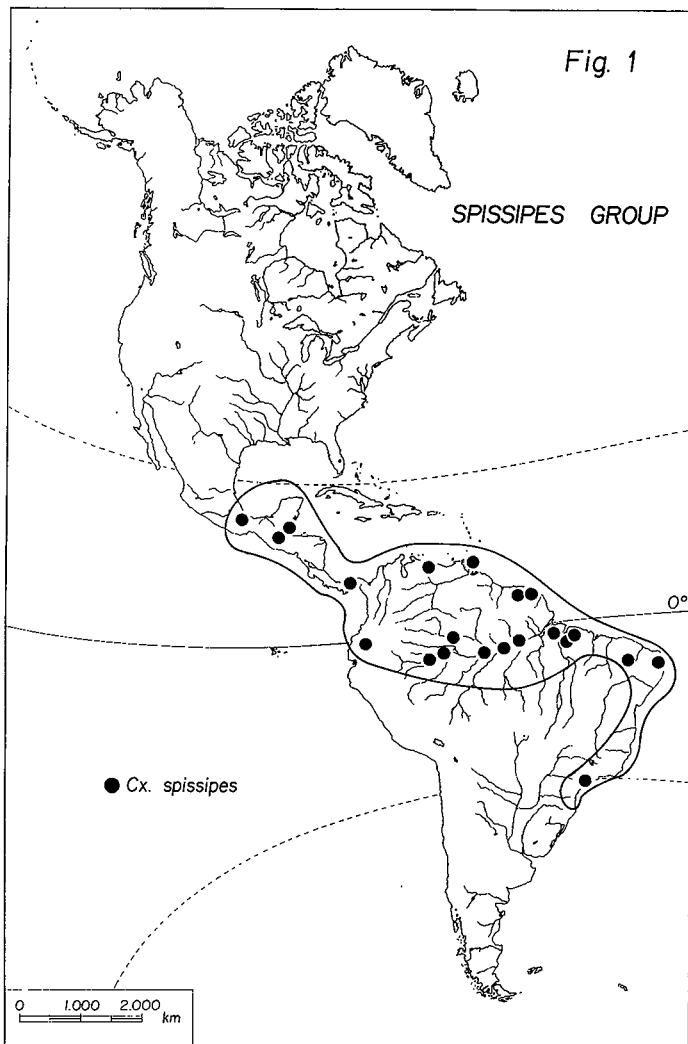 Fig. 1
SPISSIPES GROUP
0°
● Cx. spissipes
0 1.000 2.000
km